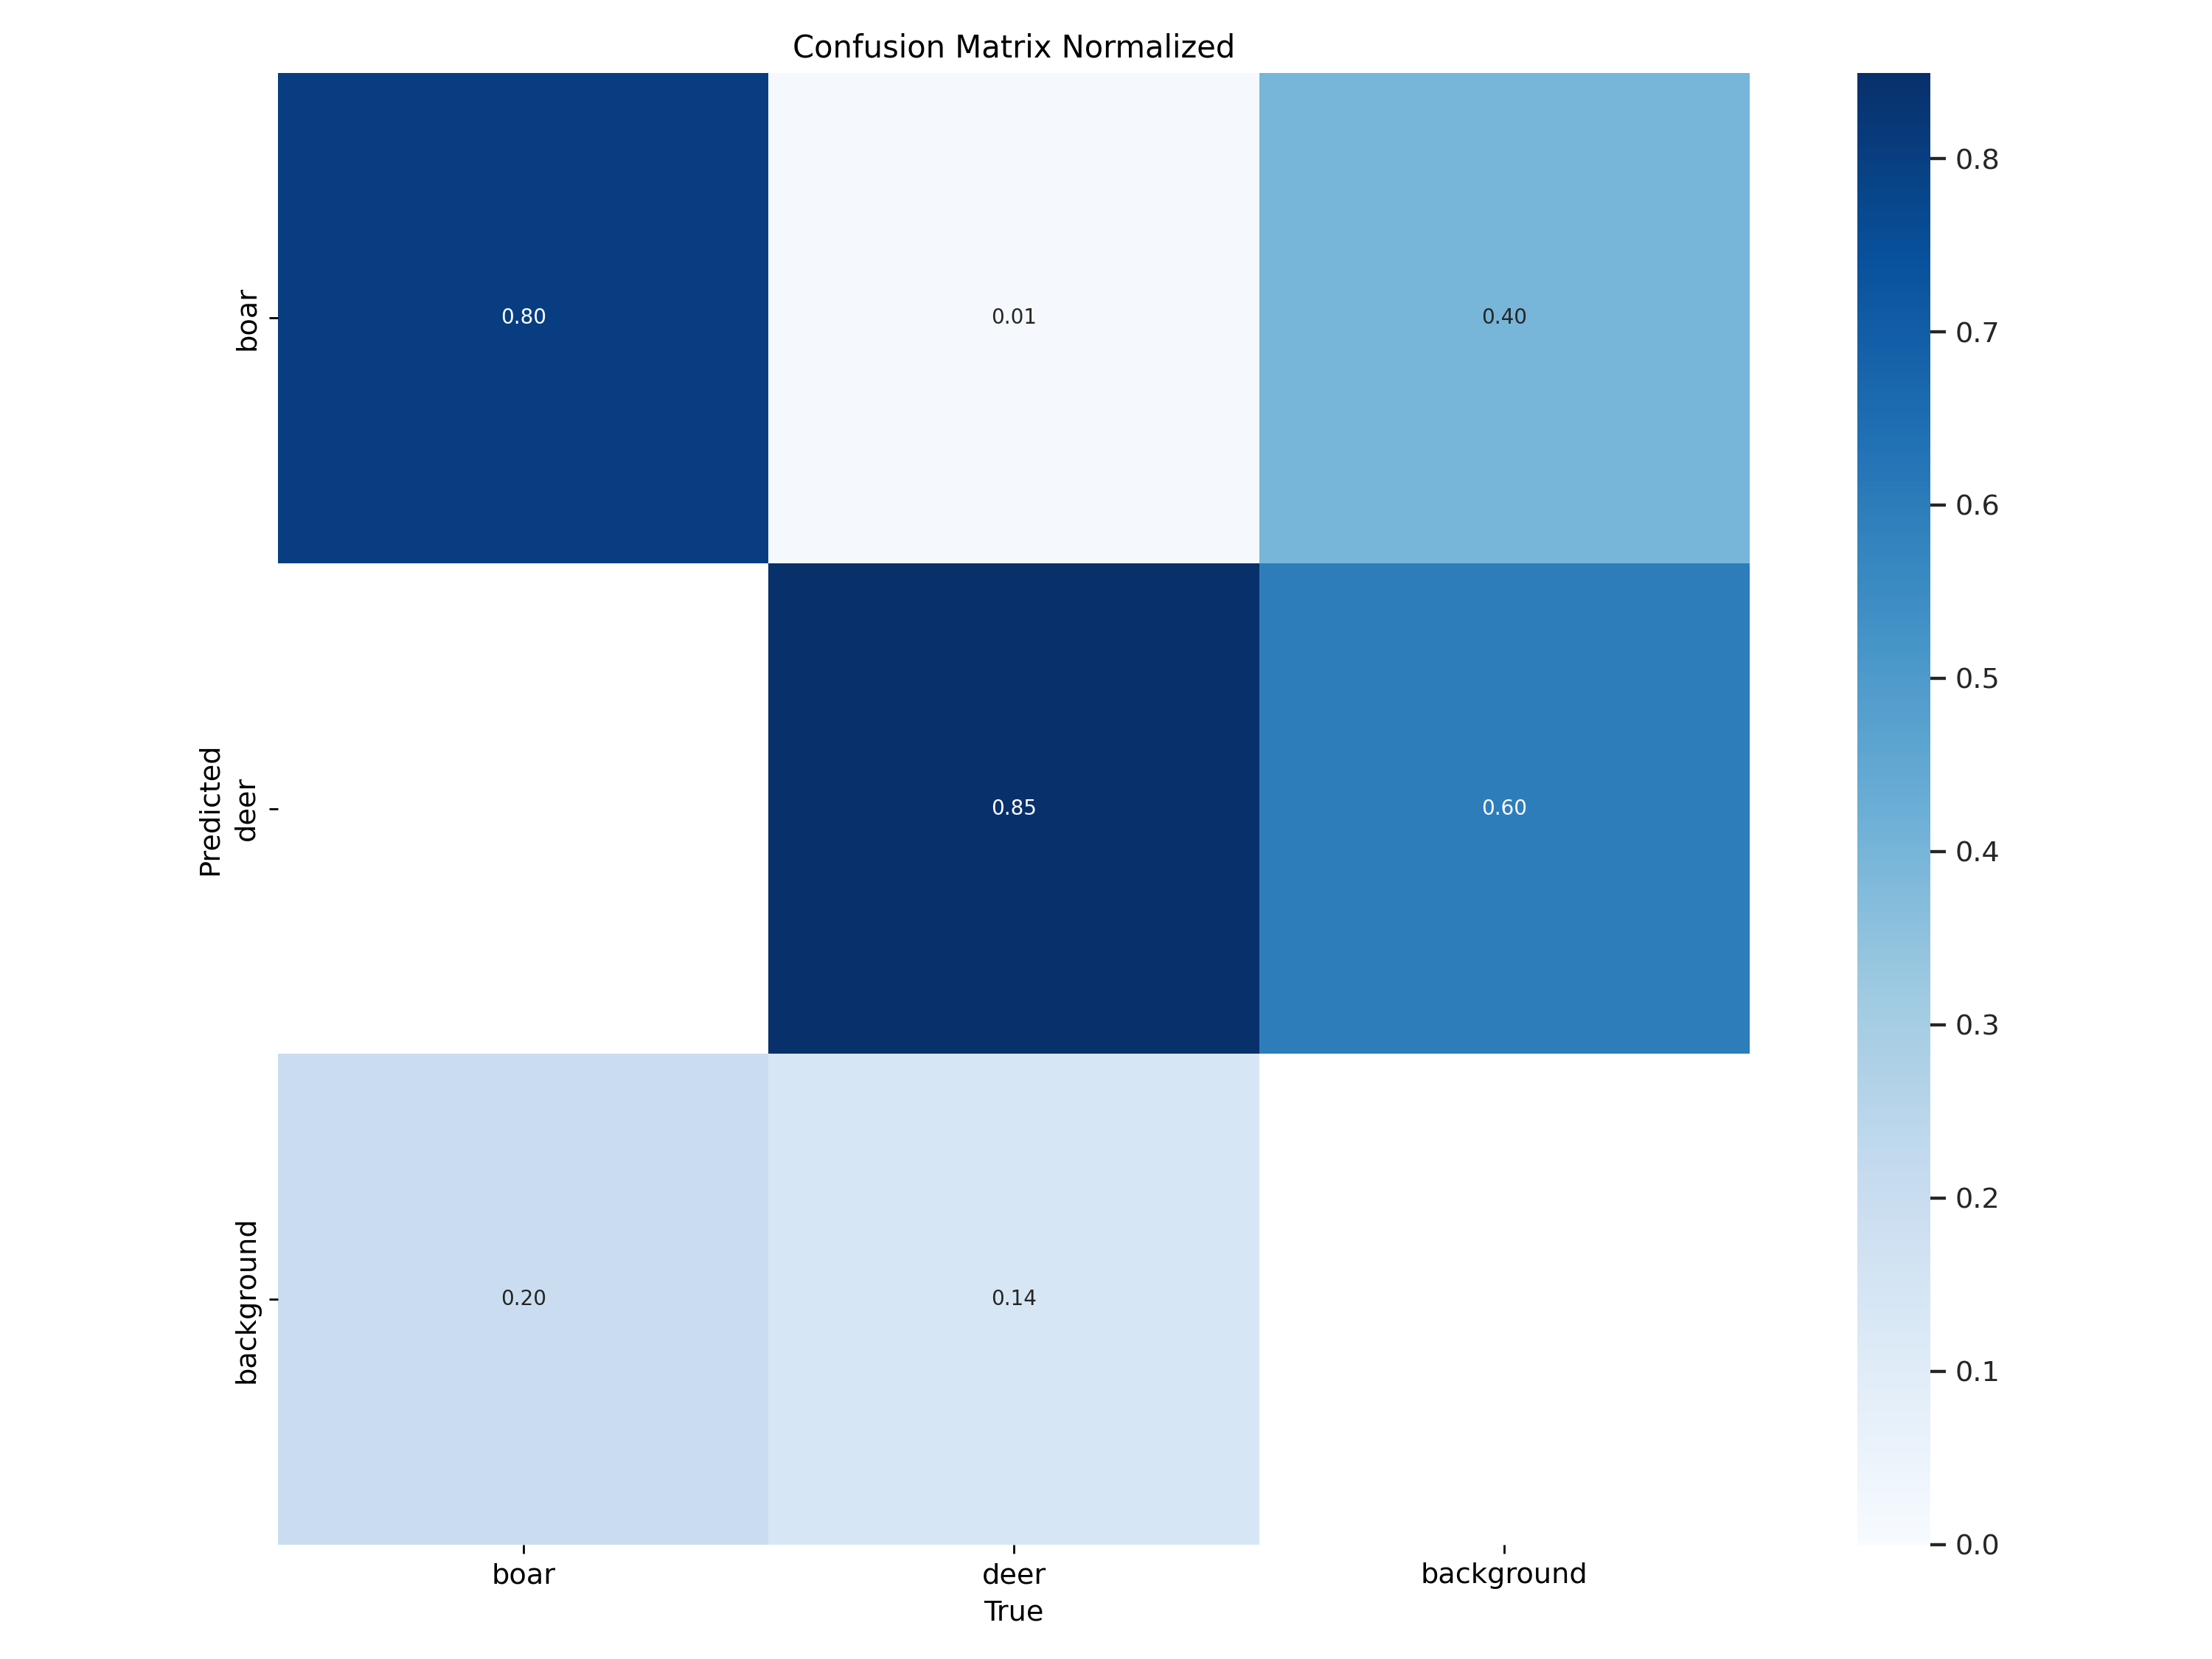 Confusion Matrix Normalized
boar
0.80
0.01
0.40
Predicted
deer
0.85
0.60
background
0.20
0.14
boar
deer
background
True
0.8
0.7
0.6
0.5
0.4
0.3
0.2
0.1
0.0